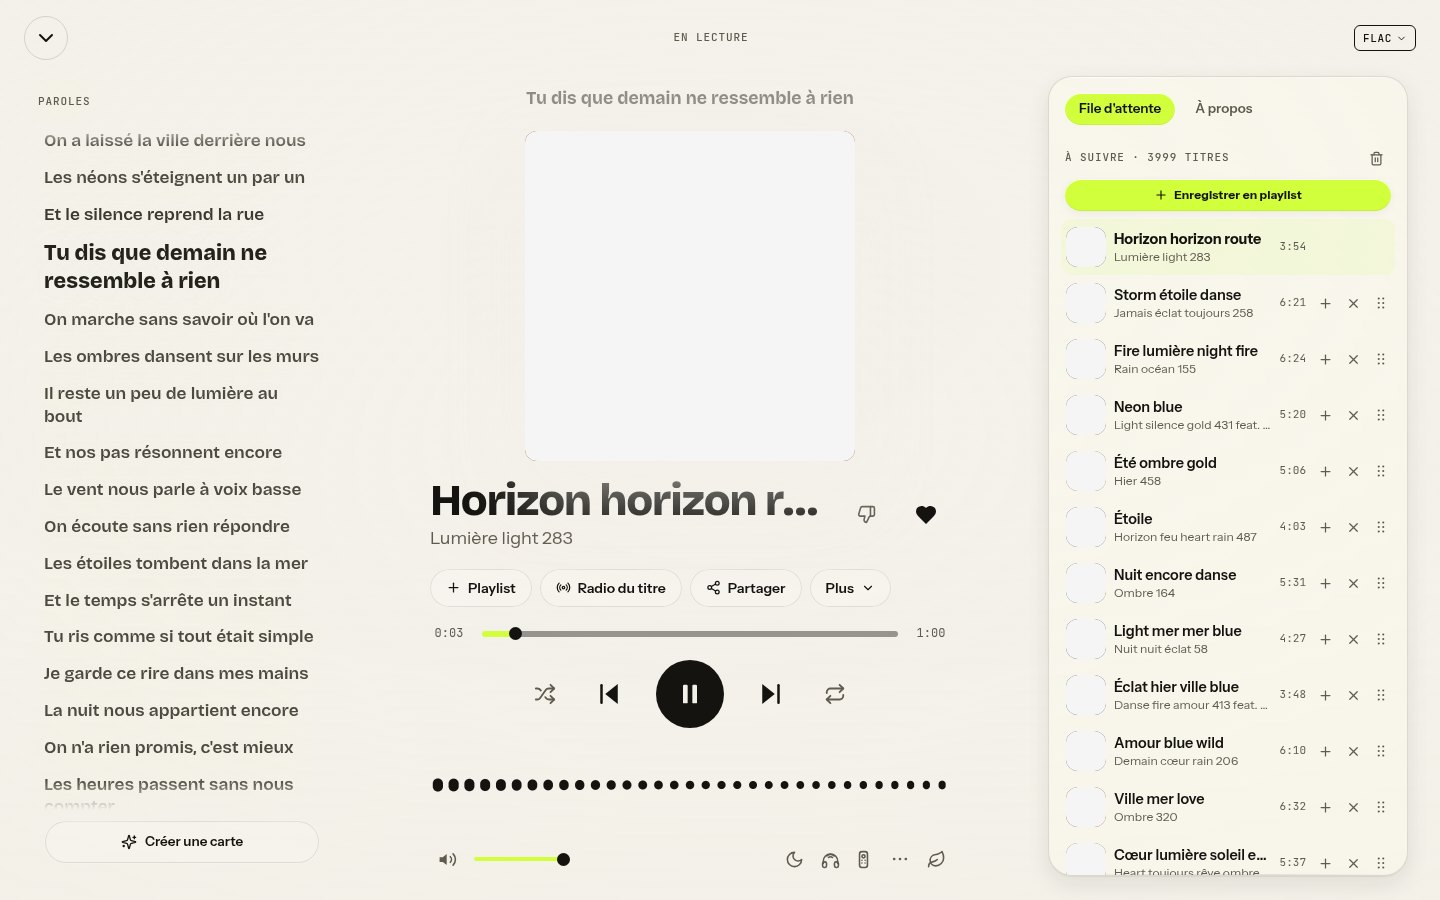 EN LECTURE
FLAC
PAROLES
On a laissé la ville derrière nous
Les néons s'éteignent un par un
Et le silence reprend la rue
Tu dis que demain ne
ressemble à rien
On marche sans savoir où l'on va
Les ombres dansent sur les murs
Il reste un peu de lumière au
bout
Et nos pas résonnent encore
Le vent nous parle à voix basse
On écoute sans rien répondre
Les étoiles tombent dans la mer
Et le temps s'arrête un instant
Tu ris comme si tout était simple
Je garde ce rire dans mes mains
La nuit nous appartient encore
On n'a rien promis, c'est mieux
Les heures passent sans nous
compter
Créer une carte
Tu dis que demain ne ressemble à rien
Horizon horizon r...
Lumière light 283
Playlist
Radio du titre
Partager
Plus
0:03
1:00
File d'attente
À propos
À SUIVRE · 3999 TITRES
Enregistrer en playlist
Horizon horizon route
Lumière light 283
3:54
Storm étoile danse
Jamais éclat toujours 258
6:21
Fire lumière night fire
Rain océan 155
6:24
Neon blue
Light silence gold 431 feat. ...
5:20
Été ombre gold
Hier 458
5:06
Étoile
Horizon feu heart rain 487
4:03
Nuit encore danse
Ombre 164
5:31
Light mer mer blue
Nuit nuit éclat 58
4:27
Éclat hier ville blue
Danse fire amour 413 feat. ...
3:48
Amour blue wild
Demain cœur rain 206
6:10
Ville mer love
Ombre 320
6:32
Cœur lumière soleil e...
Heart toujours rêve ombre
5:37